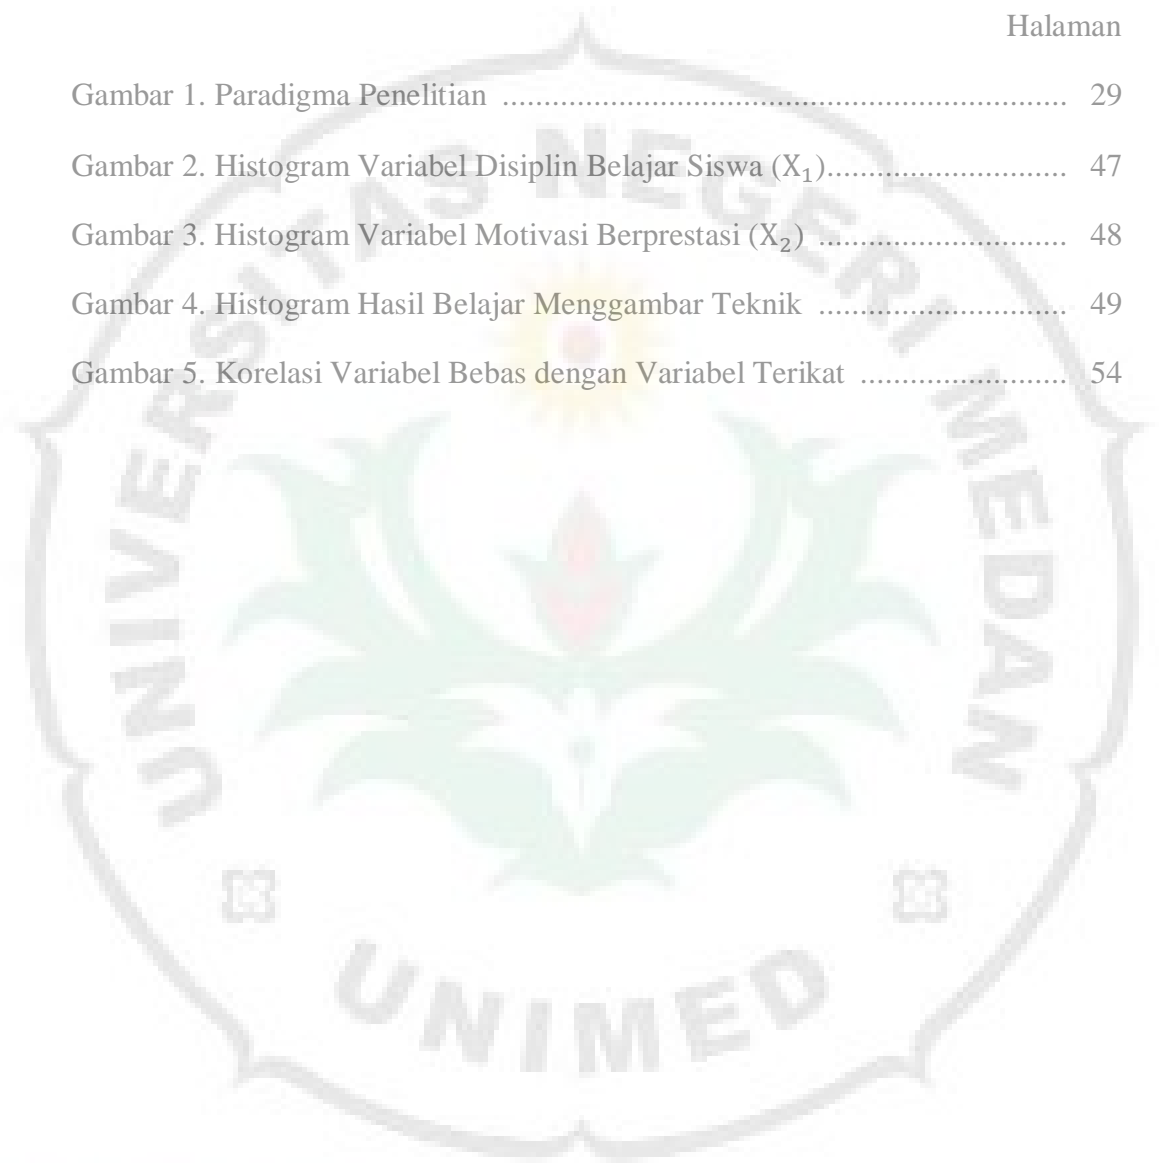 Halaman
Gambar 1. Paradigma Penelitian ........................................................................ 29
Gambar 2. Histogram Variabel Disiplin Belajar Siswa (X₁)............................. 47
Gambar 3. Histogram Variabel Motivasi Berprestasi (X₂) .............................. 48
Gambar 4. Histogram Hasil Belajar Menggambar Teknik .............................. 49
Gambar 5. Korelasi Variabel Bebas dengan Variabel Terikat ......................... 54
UNIVERSITAS NEGERI MEDAN
UNIMED